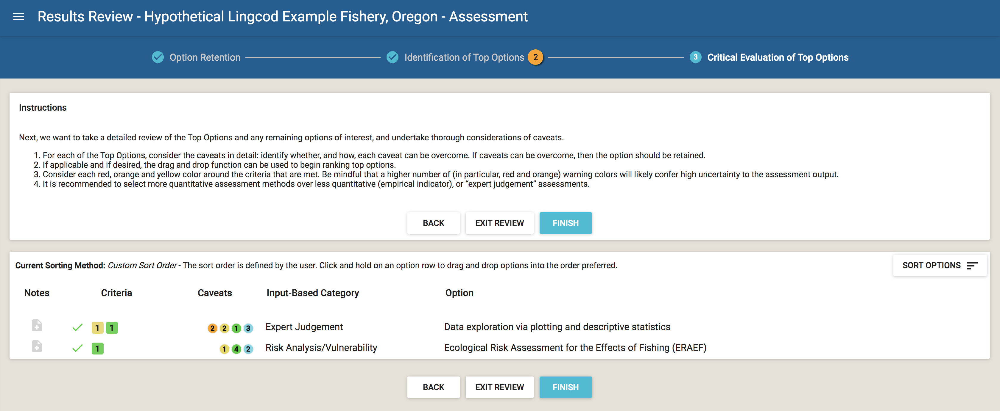 Results Review - Hypothetical Lingcod Example Fishery, Oregon - Assessment
Option Retention
Identification of Top Options 2
3 Critical Evaluation of Top Options
Instructions
Next, we want to take a detailed review of the Top Options and any remaining options of interest, and undertake thorough considerations of caveats.
1. For each of the Top Options, consider the caveats in detail: identify whether, and how, each caveat can be overcome. If caveats can be overcome, then the option should be retained.
2. If applicable and if desired, the drag and drop function can be used to begin ranking top options.
3. Consider each red, orange and yellow color around the criteria that are met. Be mindful that a higher number of (in particular, red and orange) warning colors will likely confer high uncertainty to the assessment output.
4. It is recommended to select more quantitative assessment methods over less quantitative (empirical indicator), or “expert judgement” assessments.
BACK EXIT REVIEW FINISH
Current Sorting Method: Custom Sort Order - The sort order is defined by the user. Click and hold on an option row to drag and drop options into the order preferred.
SORT OPTIONS
Notes Criteria Caveats Input-Based Category Option
1 1 2 2 1 3 Expert Judgement Data exploration via plotting and descriptive statistics
1 1 4 2 Risk Analysis/Vulnerability Ecological Risk Assessment for the Effects of Fishing (ERAEF)
BACK EXIT REVIEW FINISH